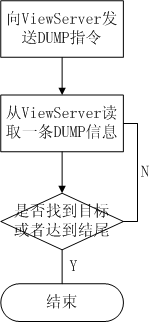 向ViewServer发
送DUMP指令
从ViewServer读
取一条DUMP信息
是否找到目标
或者达到结尾
N
Y
结束